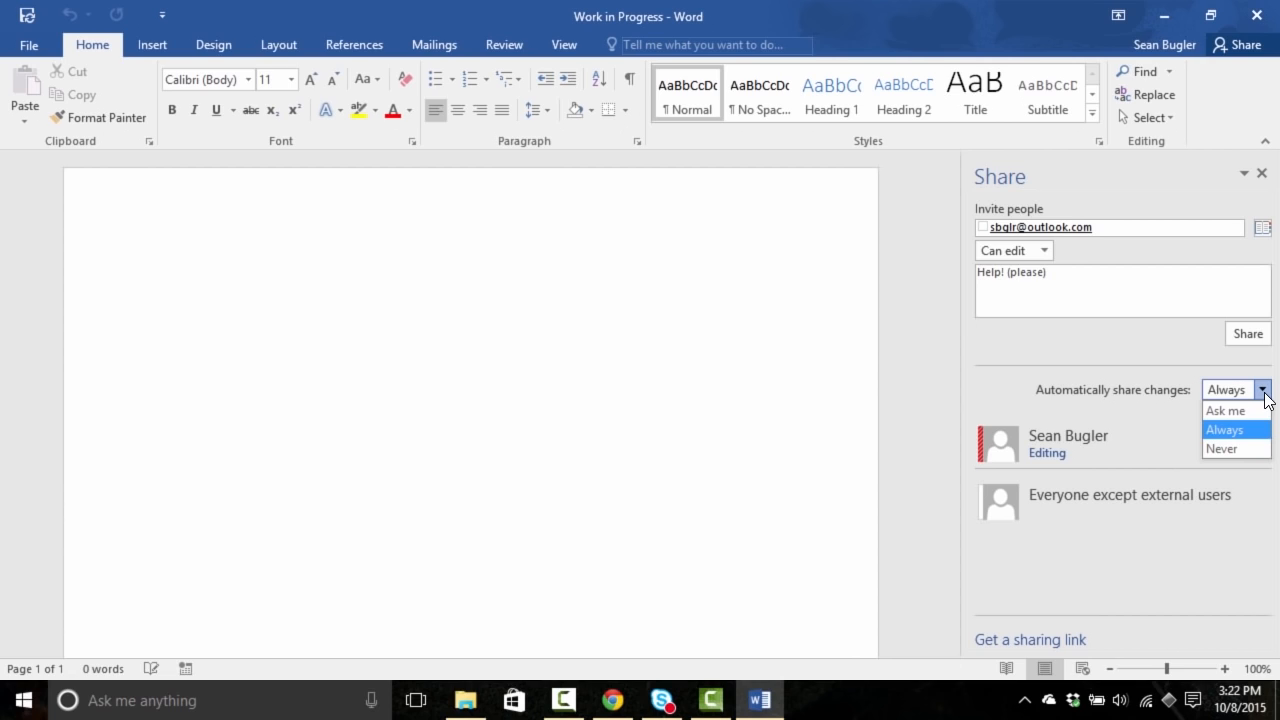 Work in Progress - Word
File Home Insert Design Layout References Mailings Review View Tell me what you want to do... Sean Bugler Share
Paste
Cut
Copy
Format Painter
Clipboard
Calibri (Body) 11
Font
Paragraph
AaBbCcDc AaBbCcDc AaBbCc AaBbCcC AaB AaBbCcD
¶ Normal ¶ No Spac... Heading 1 Heading 2 Title Subtitle
Styles
Find
Replace
Select
Editing
Share
Invite people
sbglr@outlook.com
Can edit
Help! (please)
Share
Automatically share changes: Always
Ask me
Always
Never
Sean Bugler
Editing
Everyone except external users
Get a sharing link
Page 1 of 1 0 words 100%
Ask me anything
3:22 PM
10/8/2015